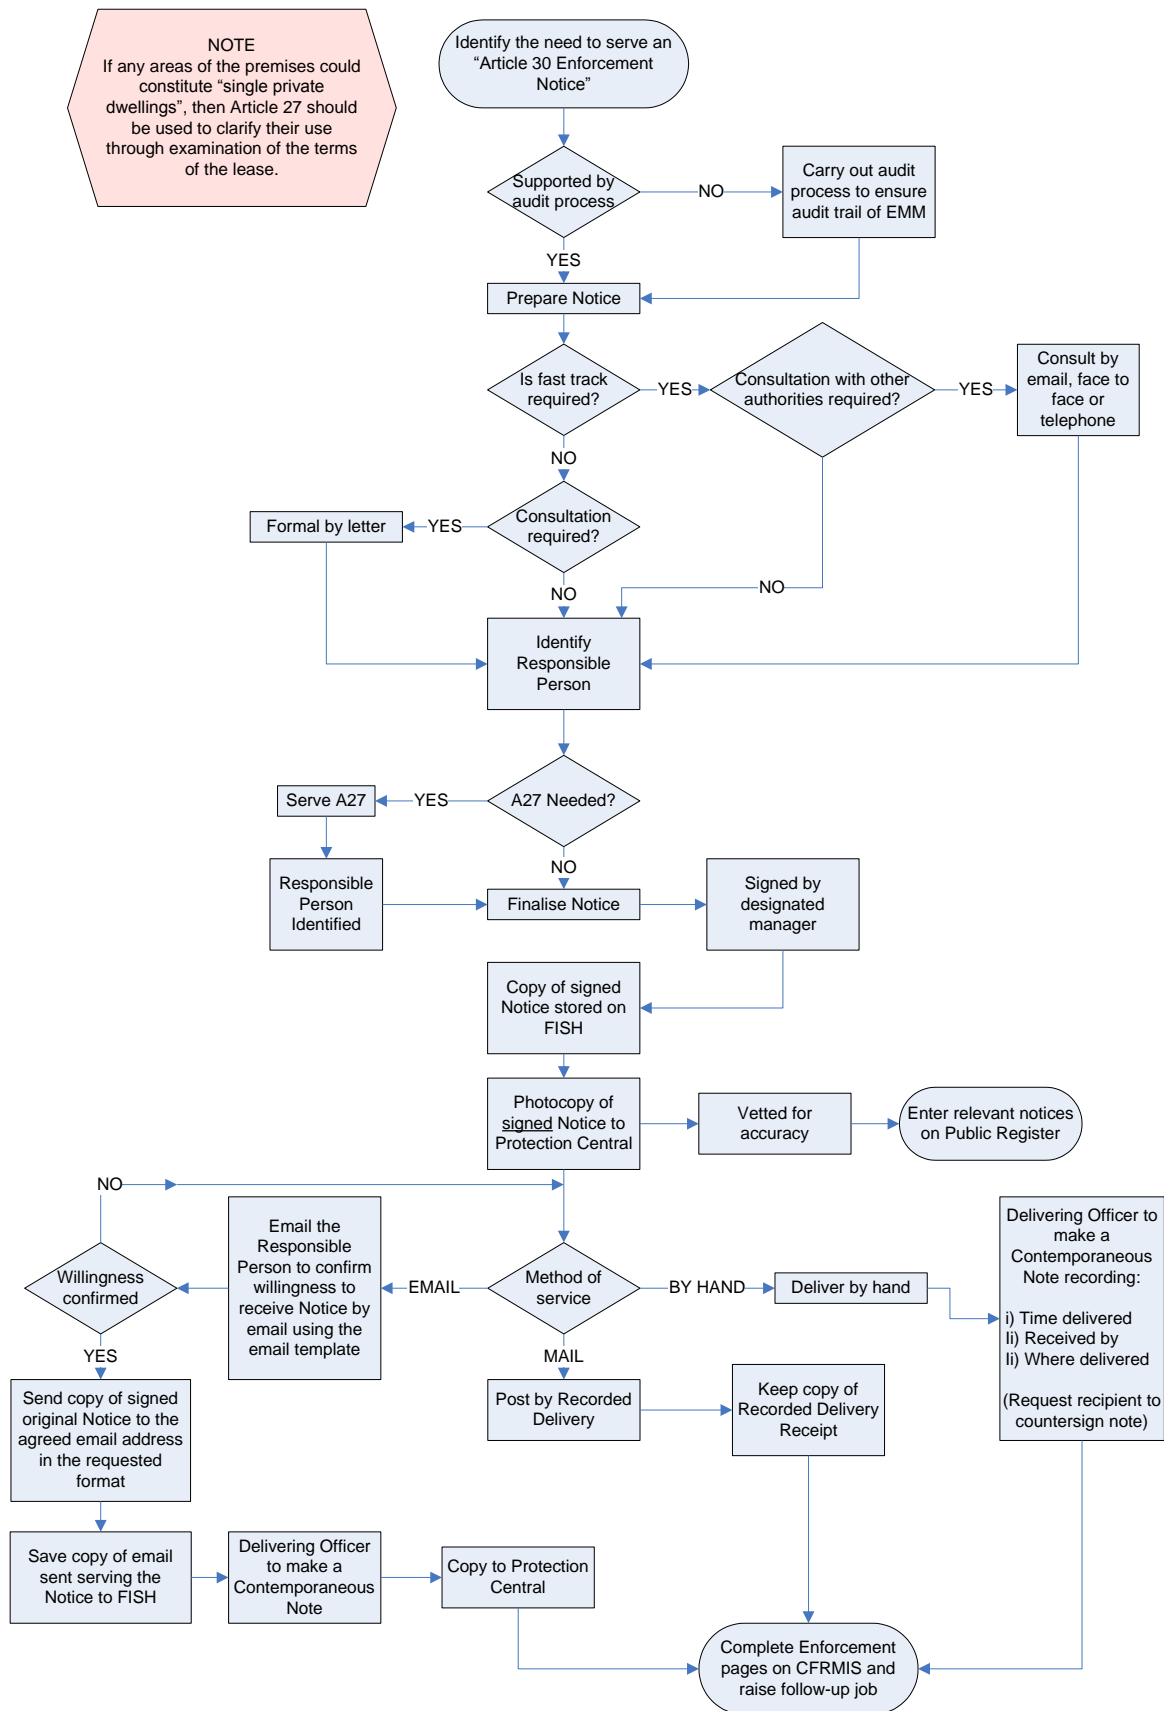 NOTE
If any areas of the premises could
constitute “single private
dwellings”, then Article 27 should
be used to clarify their use
through examination of the terms
of the lease.
Identify the need to serve an
“Article 30 Enforcement
Notice”
Supported by
audit process
NO
Carry out audit
process to ensure
audit trail of EMM
YES
Prepare Notice
Is fast track
required?
YES
Consultation with other
authorities required?
YES
Consult by
email, face to
face or
telephone
NO
Formal by letter
YES
Consultation
required?
NO
NO
Identify
Responsible
Person
Serve A27
YES
A27 Needed?
NO
Responsible
Person
Identified
Finalise Notice
Signed by
designated
manager
Copy of signed
Notice stored on
FISH
Photocopy of
signed Notice to
Protection Central
Vetted for
accuracy
Enter relevant notices
on Public Register
NO
Willingness
confirmed
Email the
Responsible
Person to confirm
willingness to
receive Notice by
email using the
email template
EMAIL
Method of
service
BY HAND
Deliver by hand
Delivering Officer to
make a
Contemporaneous
Note recording:
i) Time delivered
Ii) Received by
Ii) Where delivered
(Request recipient to
countersign note)
YES
MAIL
Send copy of signed
original Notice to the
agreed email address
in the requested
format
Post by Recorded
Delivery
Keep copy of
Recorded Delivery
Receipt
Save copy of email
sent serving the
Notice to FISH
Delivering Officer
to make a
Contemporaneous
Note
Copy to Protection
Central
Complete Enforcement
pages on CFRMIS and
raise follow-up job